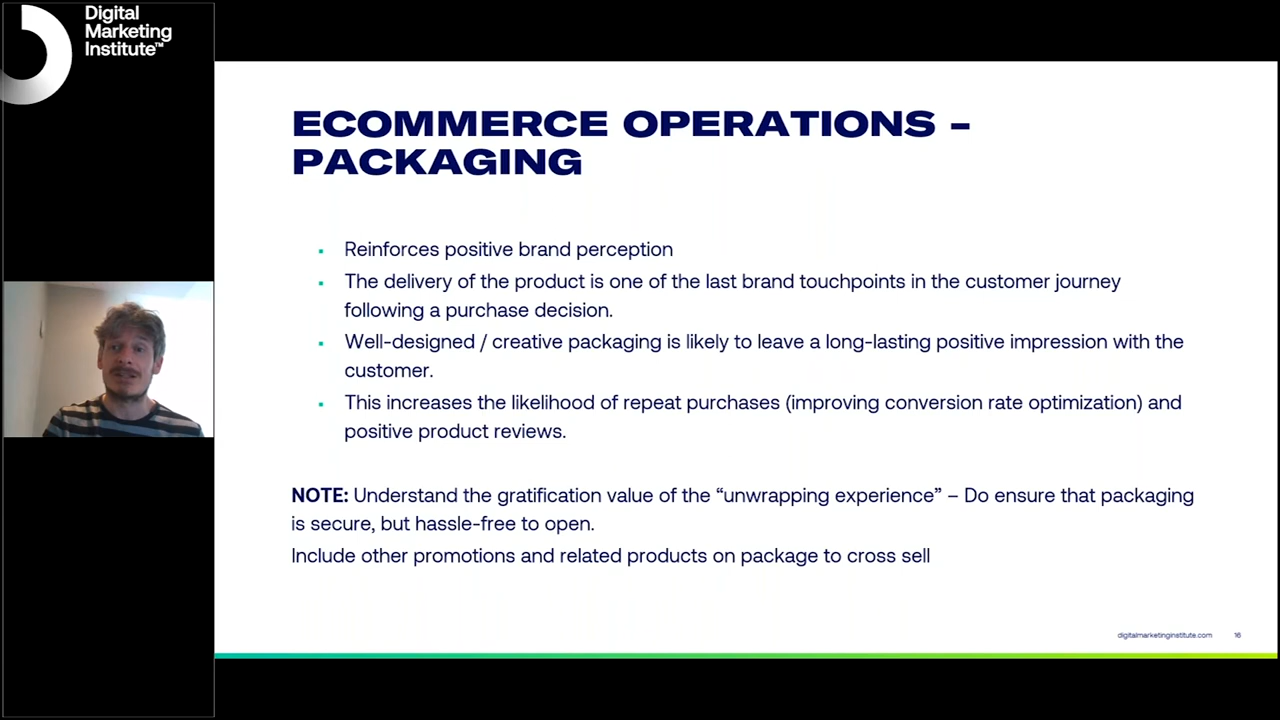 Digital
Marketing
Institute™
ECOMMERCE OPERATIONS –
PACKAGING
▪ Reinforces positive brand perception
▪ The delivery of the product is one of the last brand touchpoints in the customer journey
following a purchase decision.
▪ Well-designed / creative packaging is likely to leave a long-lasting positive impression with the
customer.
▪ This increases the likelihood of repeat purchases (improving conversion rate optimization) and
positive product reviews.
NOTE: Understand the gratification value of the “unwrapping experience” – Do ensure that packaging
is secure, but hassle-free to open.
Include other promotions and related products on package to cross sell
digitalmarketinginstitute.com 16